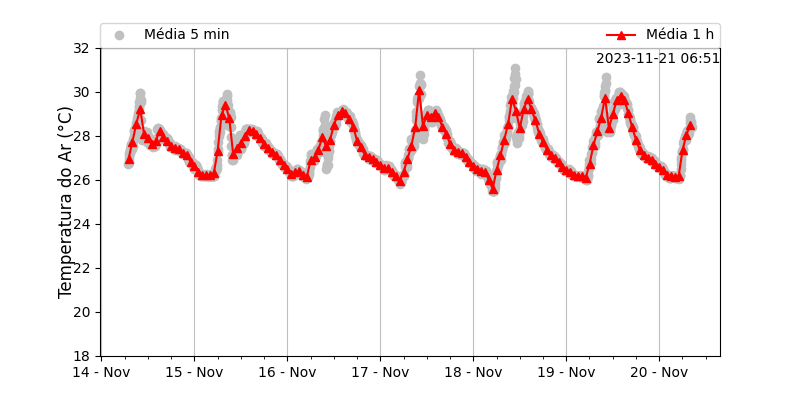 Média 5 min
Média 1 h
2023-11-21 06:51
Temperatura do Ar (°C)
32
30
28
26
24
22
20
18
14 - Nov
15 - Nov
16 - Nov
17 - Nov
18 - Nov
19 - Nov
20 - Nov